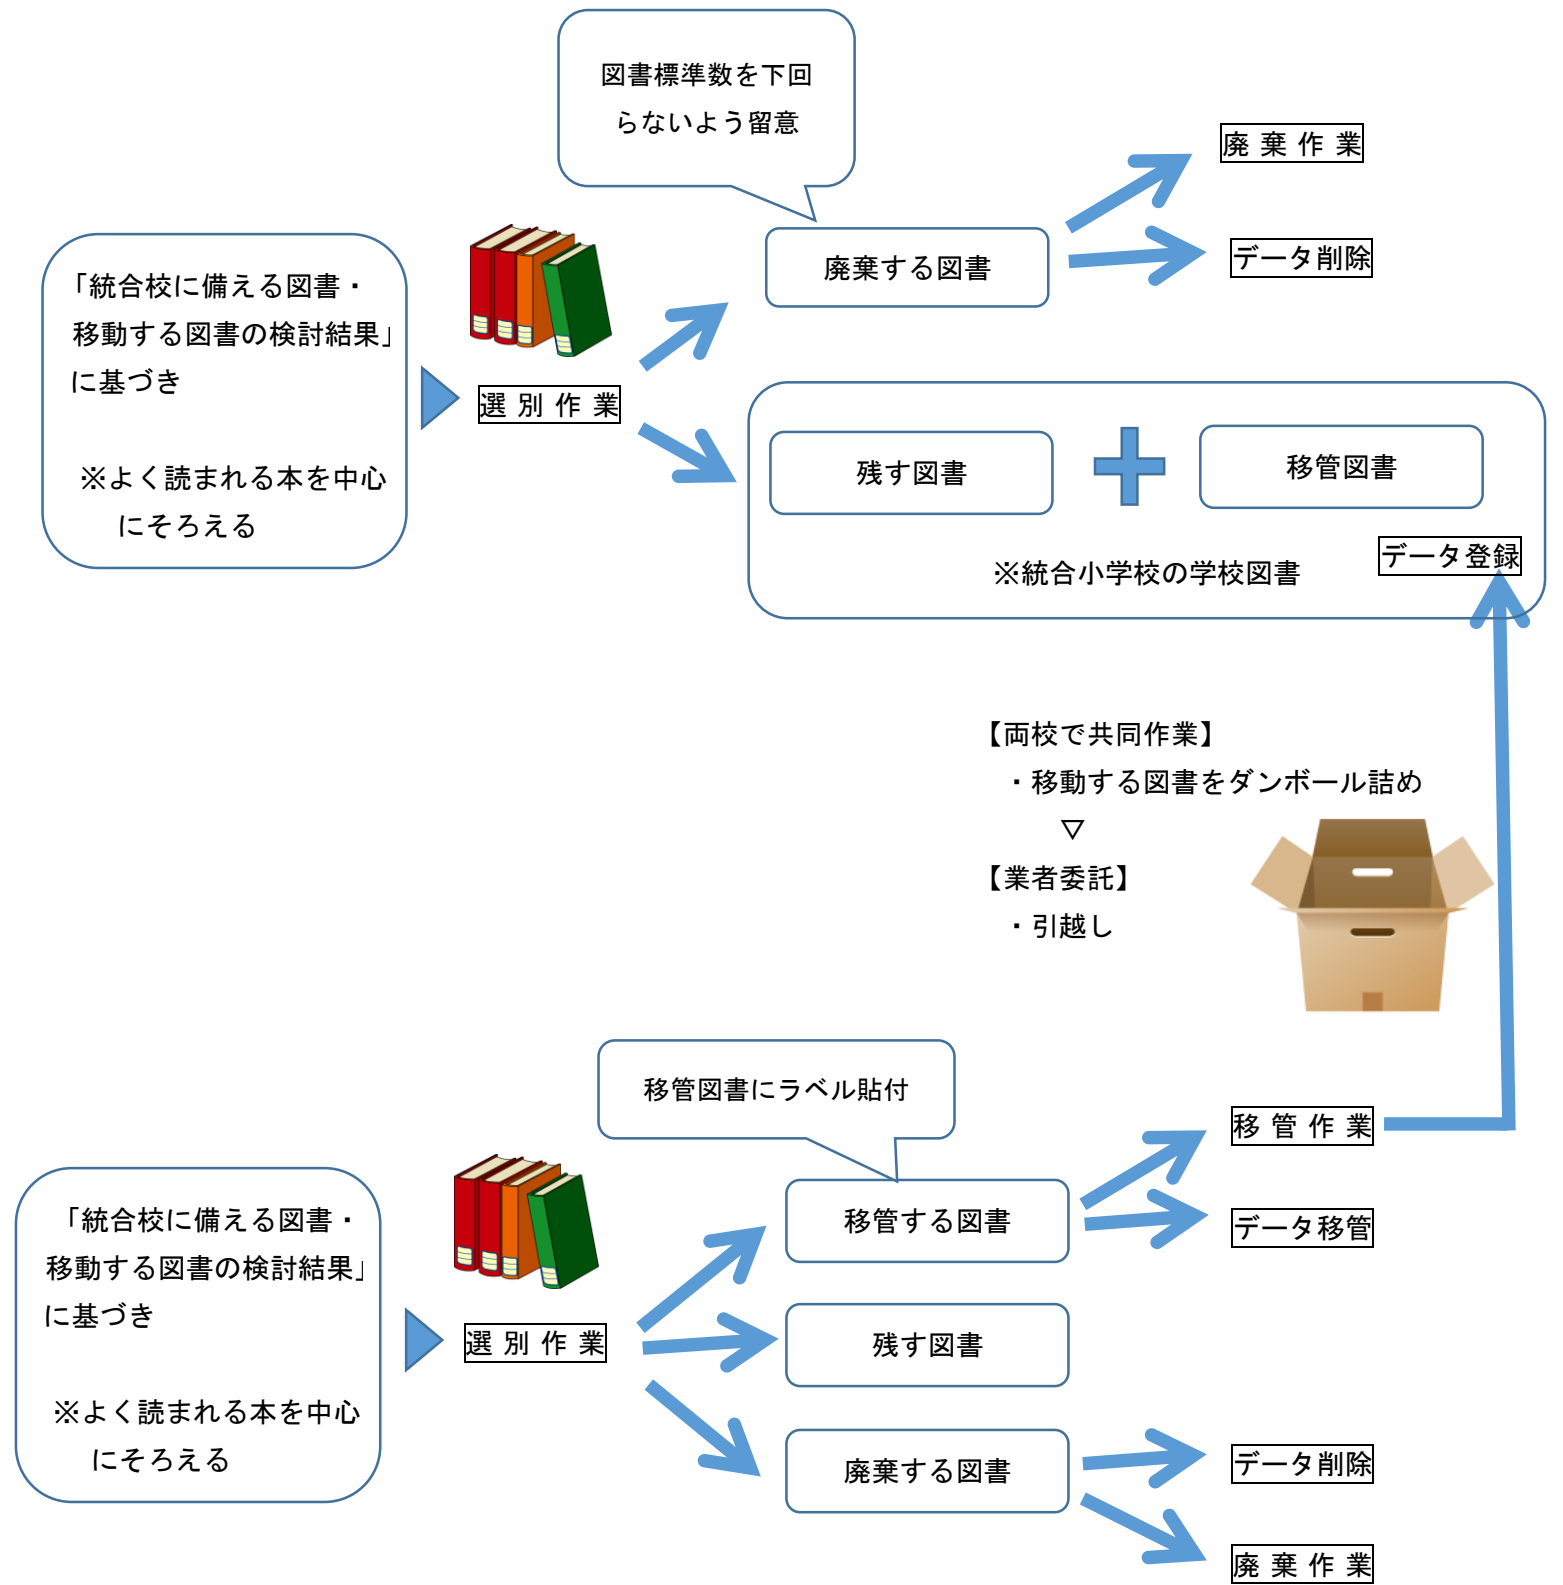 図書標準数を下回
らないよう留意
廃棄作業
データ削除
廃棄する図書
「統合校に備える図書・
移動する図書の検討結果」
に基づき
※よく読まれる本を中心
にそろえる
選別作業
残す図書
移管図書
データ登録
※統合小学校の学校図書
【両校で共同作業】
・移動する図書をダンボール詰め
▽
【業者委託】
・引越し
移管図書にラベル貼付
移管作業
データ移管
移管する図書
「統合校に備える図書・
移動する図書の検討結果」
に基づき
※よく読まれる本を中心
にそろえる
選別作業
残す図書
廃棄する図書
データ削除
廃棄作業